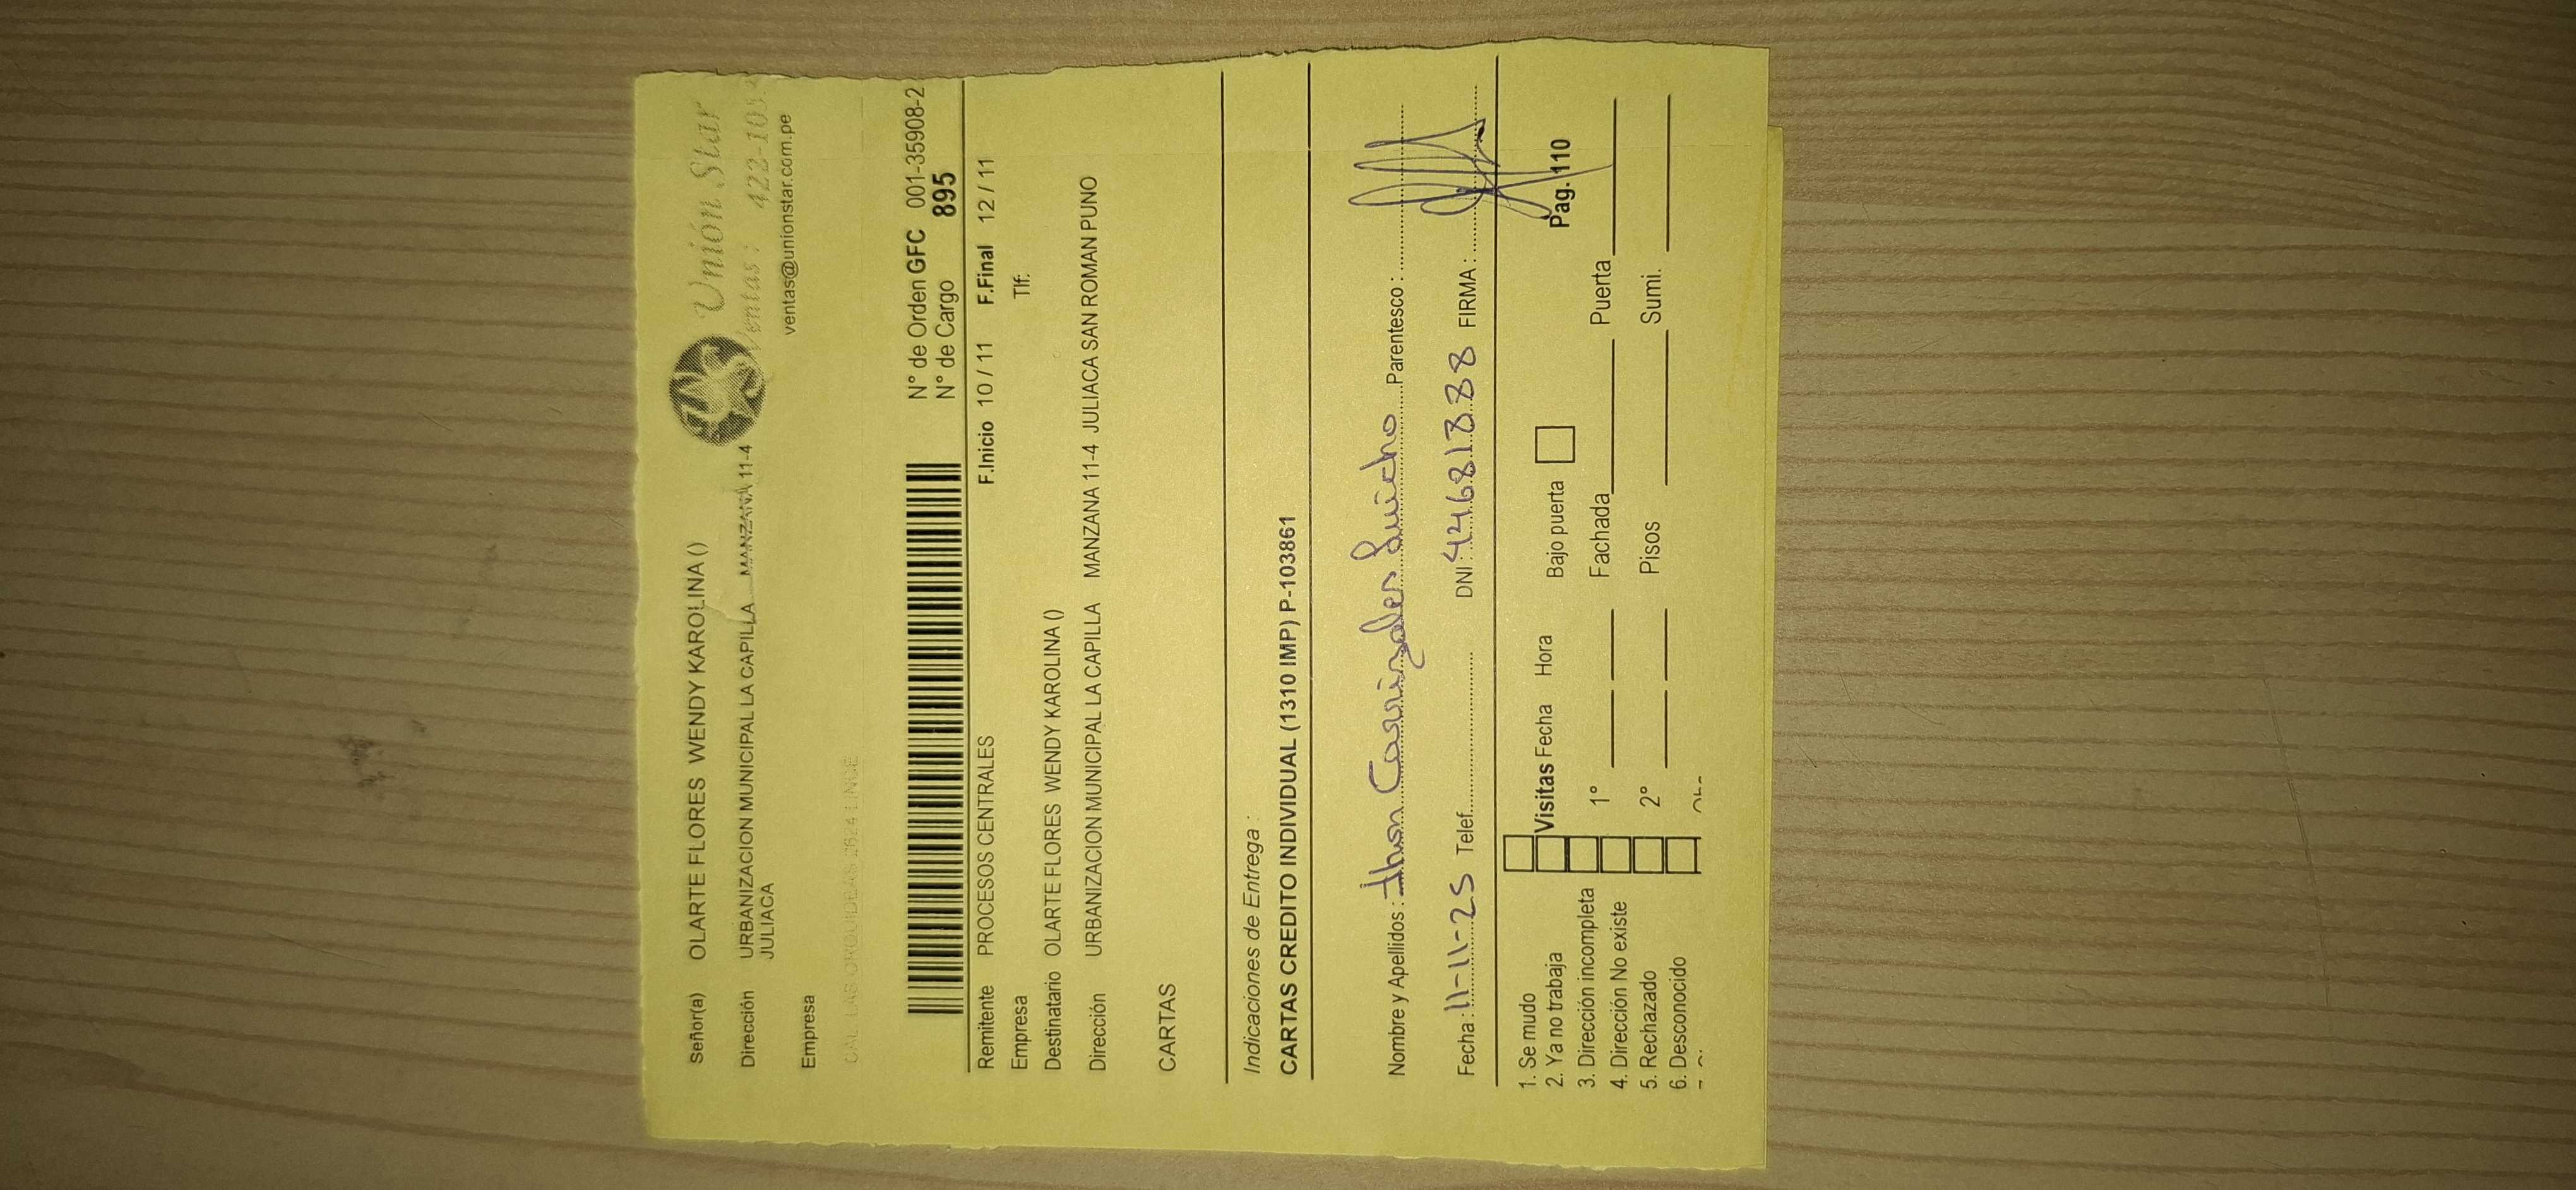 Unión Star
Ventas : 422-10
ventas@unionstar.com.pe
Señor(a) OLARTE FLORES WENDY KAROLINA ()
Dirección URBANIZACION MUNICIPAL LA CAPILLA MANZANA 11-4
JULIACA
Empresa
N° de Orden GFC 001-35908-2
N° de Cargo 895
Remitente PROCESOS CENTRALES F.Inicio 10 / 11 F.Final 12 / 11
Empresa Tlf:
Destinatario OLARTE FLORES WENDY KAROLINA ()
Dirección URBANIZACION MUNICIPAL LA CAPILLA MANZANA 11-4 JULIACA SAN ROMAN PUNO
CARTAS
Indicaciones de Entrega :
CARTAS CREDITO INDIVIDUAL (1310 IMP) P-103861
Nombre y Apellidos : Jhon Parentesco :
Fecha : 11-11-25 Telef. DNI : FIRMA :
Pag. 110
1. Se mudo Visitas Fecha Hora Bajo puerta
2. Ya no trabaja
3. Dirección incompleta 1° Fachada Puerta
4. Dirección No existe
5. Rechazado 2° Pisos Sumi.
6. Desconocido